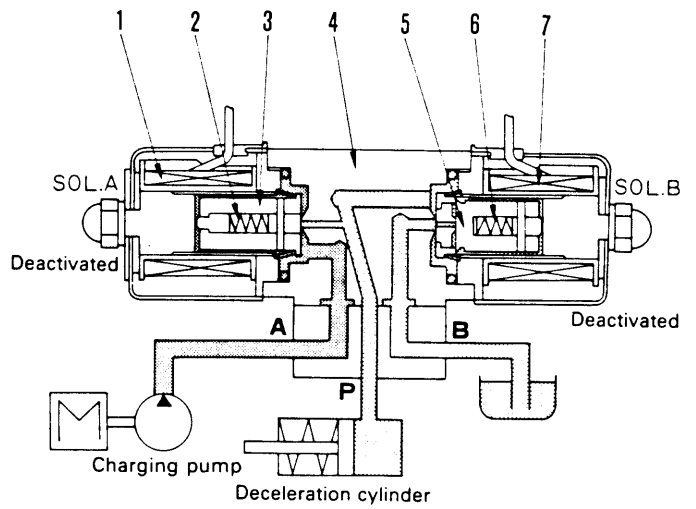 1 2 3 4 5 6 7
SOL.A
SOL.B
Deactivated
Deactivated
A
B
P
M
Charging pump
Deceleration cylinder